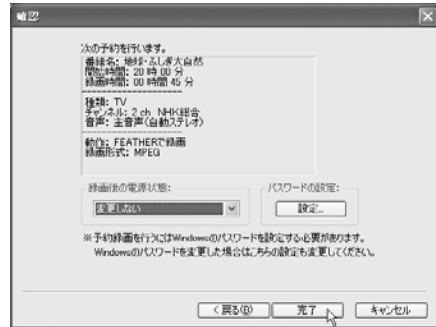 確認
次の予約を行います。
番組名: 地球・ふしぎ大自然
開始時間: 20 時 00 分
録画時間: 00 時間 45 分
種類: TV
チャンネル: 2 ch NHK総合
音声: 主音声(自動ステレオ)
動作: FEATHERで録画
録画形式: MPEG
録画後の電源状態:
変更しない
パスワードの設定:
設定...
※予約録画を行うにはWindowsのパスワードを設定する必要があります。
Windowsのパスワードを変更した場合はこちらの設定も変更してください。
< 戻る(B)
完了
キャンセル